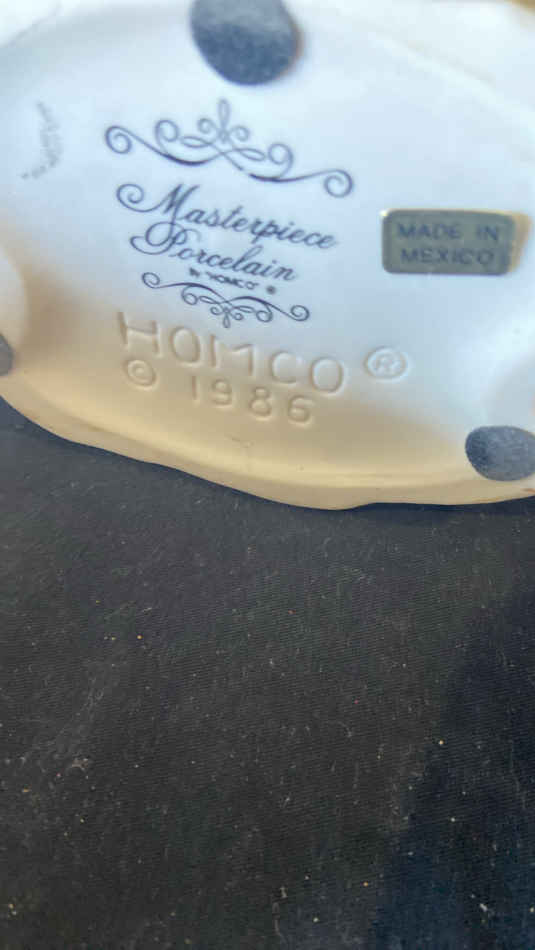 Masterpiece
Porcelain
BY "HOMCO" ®
MADE IN
MEXICO
HOMCO ®
© 1986